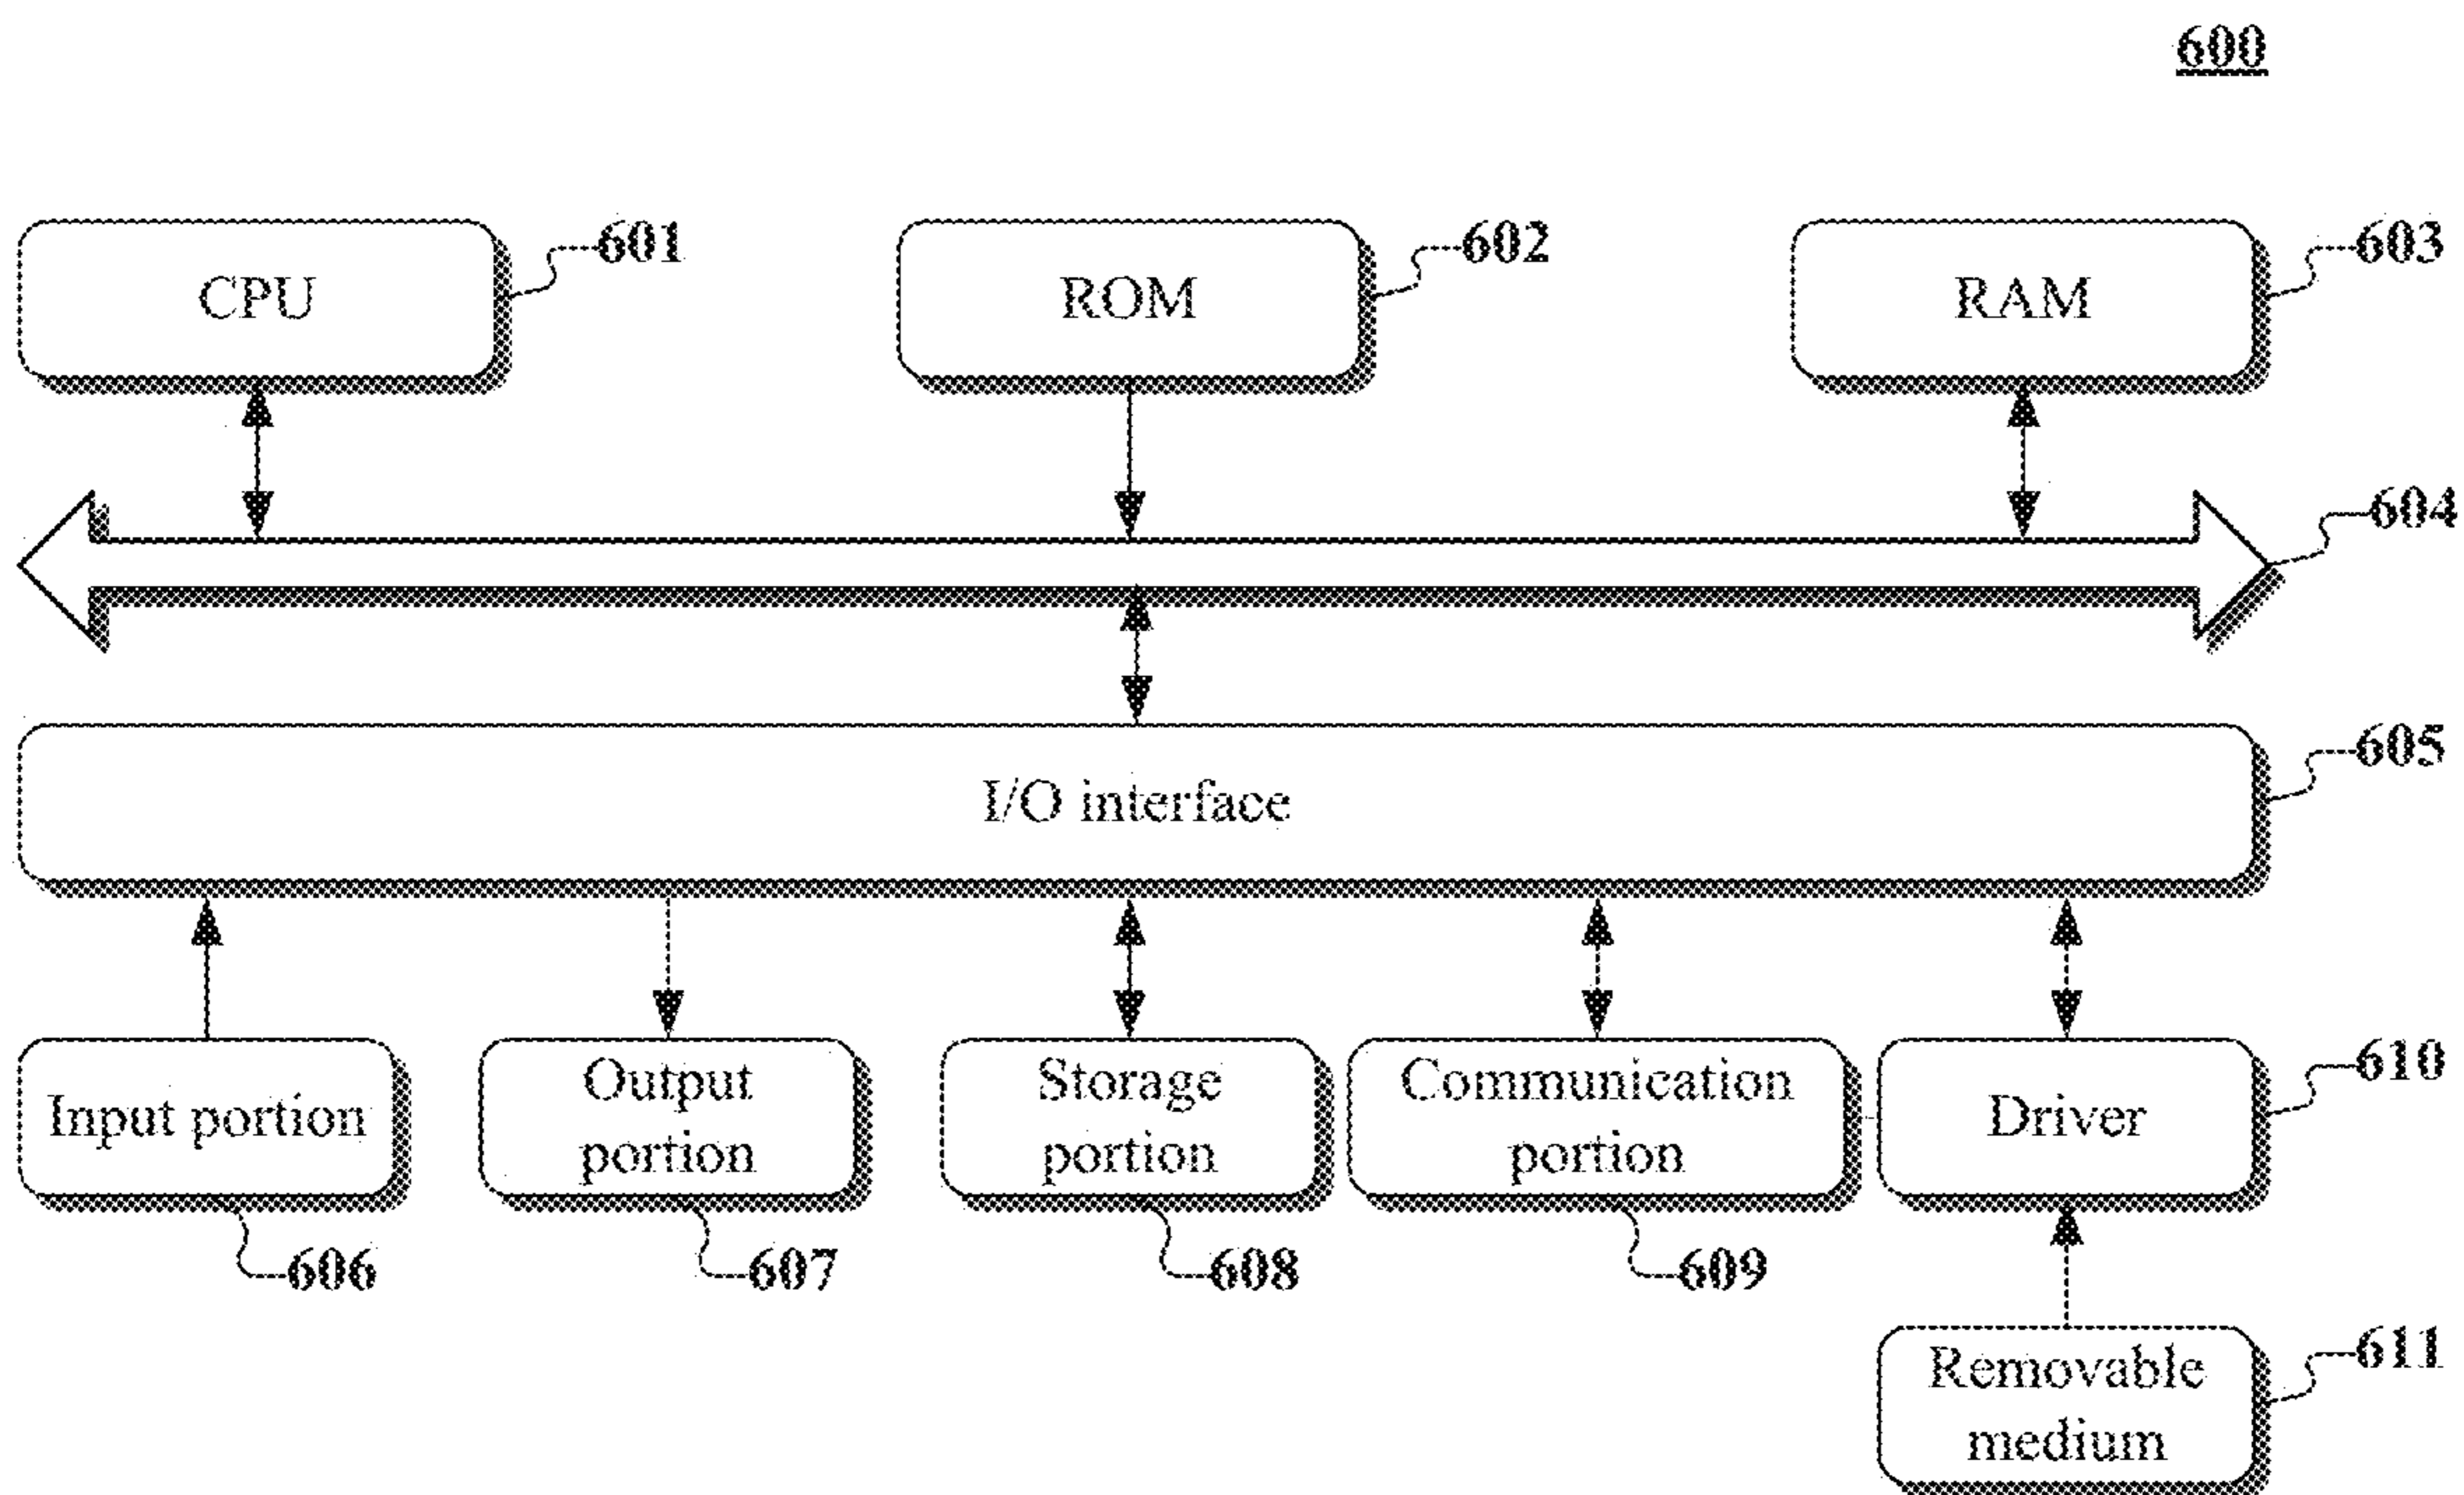 600
CPU
601
ROM
602
RAM
603
604
I/O interface
605
Input portion
Output
portion
Storage
portion
Communication
portion
Driver
610
606
607
608
609
Removable
medium
611